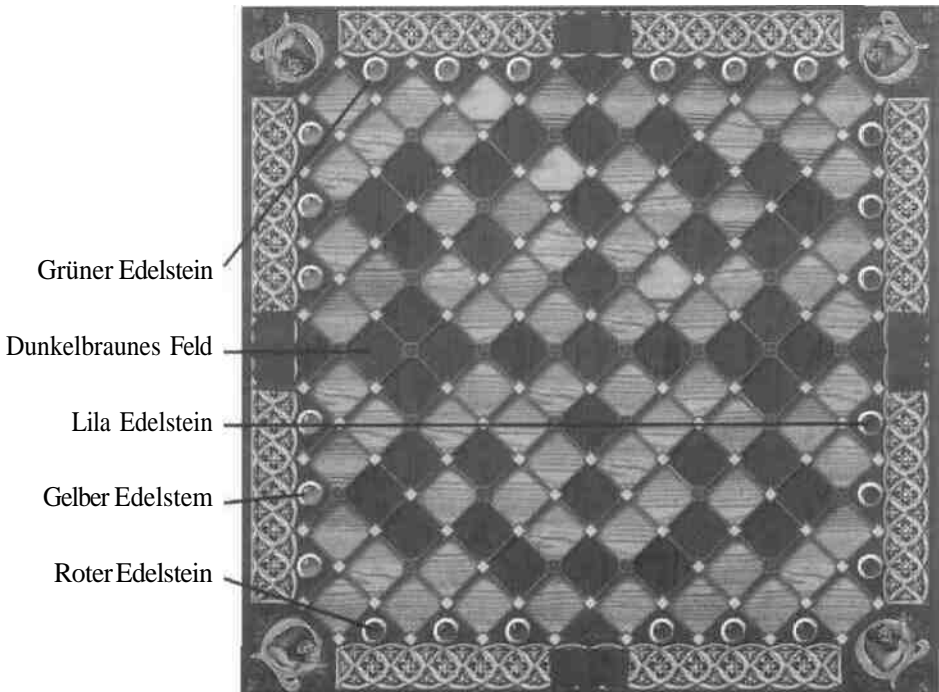 Grüner Edelstein
Dunkelbraunes Feld
Lila Edelstein
Gelber Edelstem
Roter Edelstein